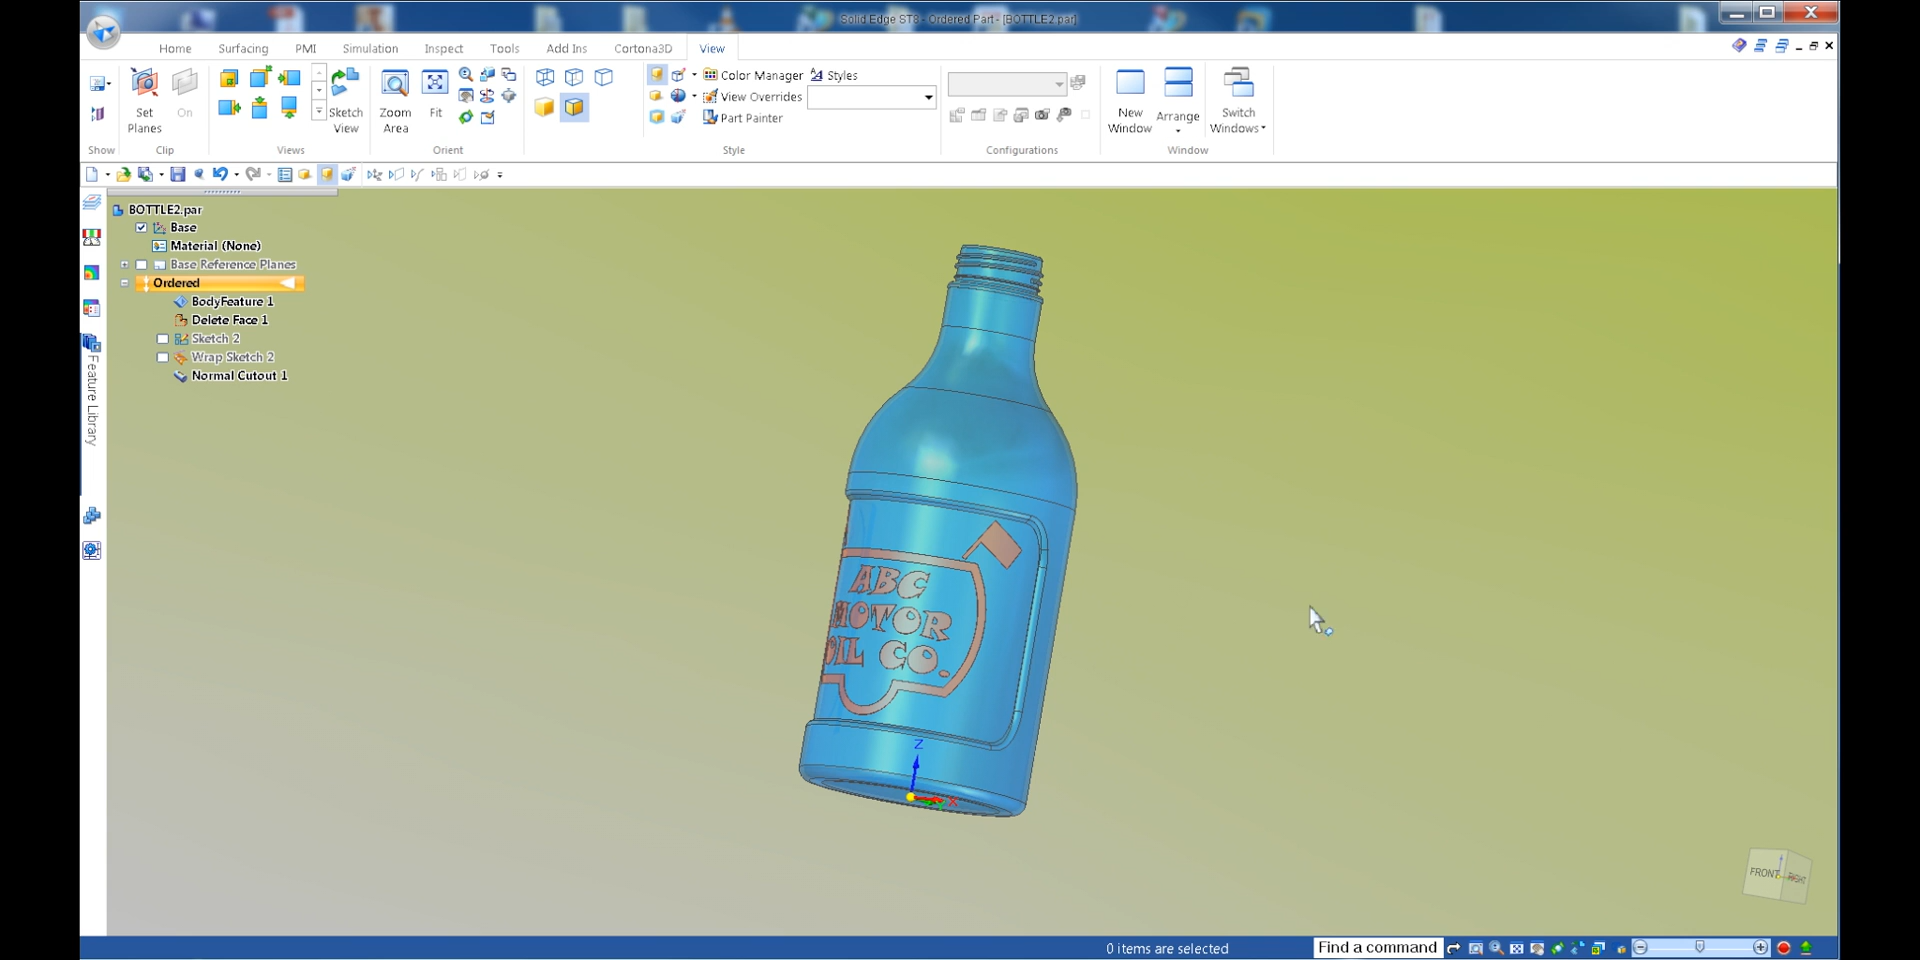 Solid Edge ST8 - Ordered Part - [BOTTLE2.par]
Home Surfacing PMI Simulation Inspect Tools Add Ins Cortona3D View
Set Planes
On
Sketch View
Zoom Area
Fit
Color Manager Styles
View Overrides
Part Painter
New Window
Arrange
Switch Windows
Show Clip Views Orient Style Configurations Window
BOTTLE2.par
Base
Material (None)
Base Reference Planes
Ordered
BodyFeature 1
Delete Face 1
Sketch 2
Wrap Sketch 2
Normal Cutout 1
Feature Library
ABC
MOTOR
OIL CO.
Z
X
FRONT RIGHT
0 items are selected
Find a command